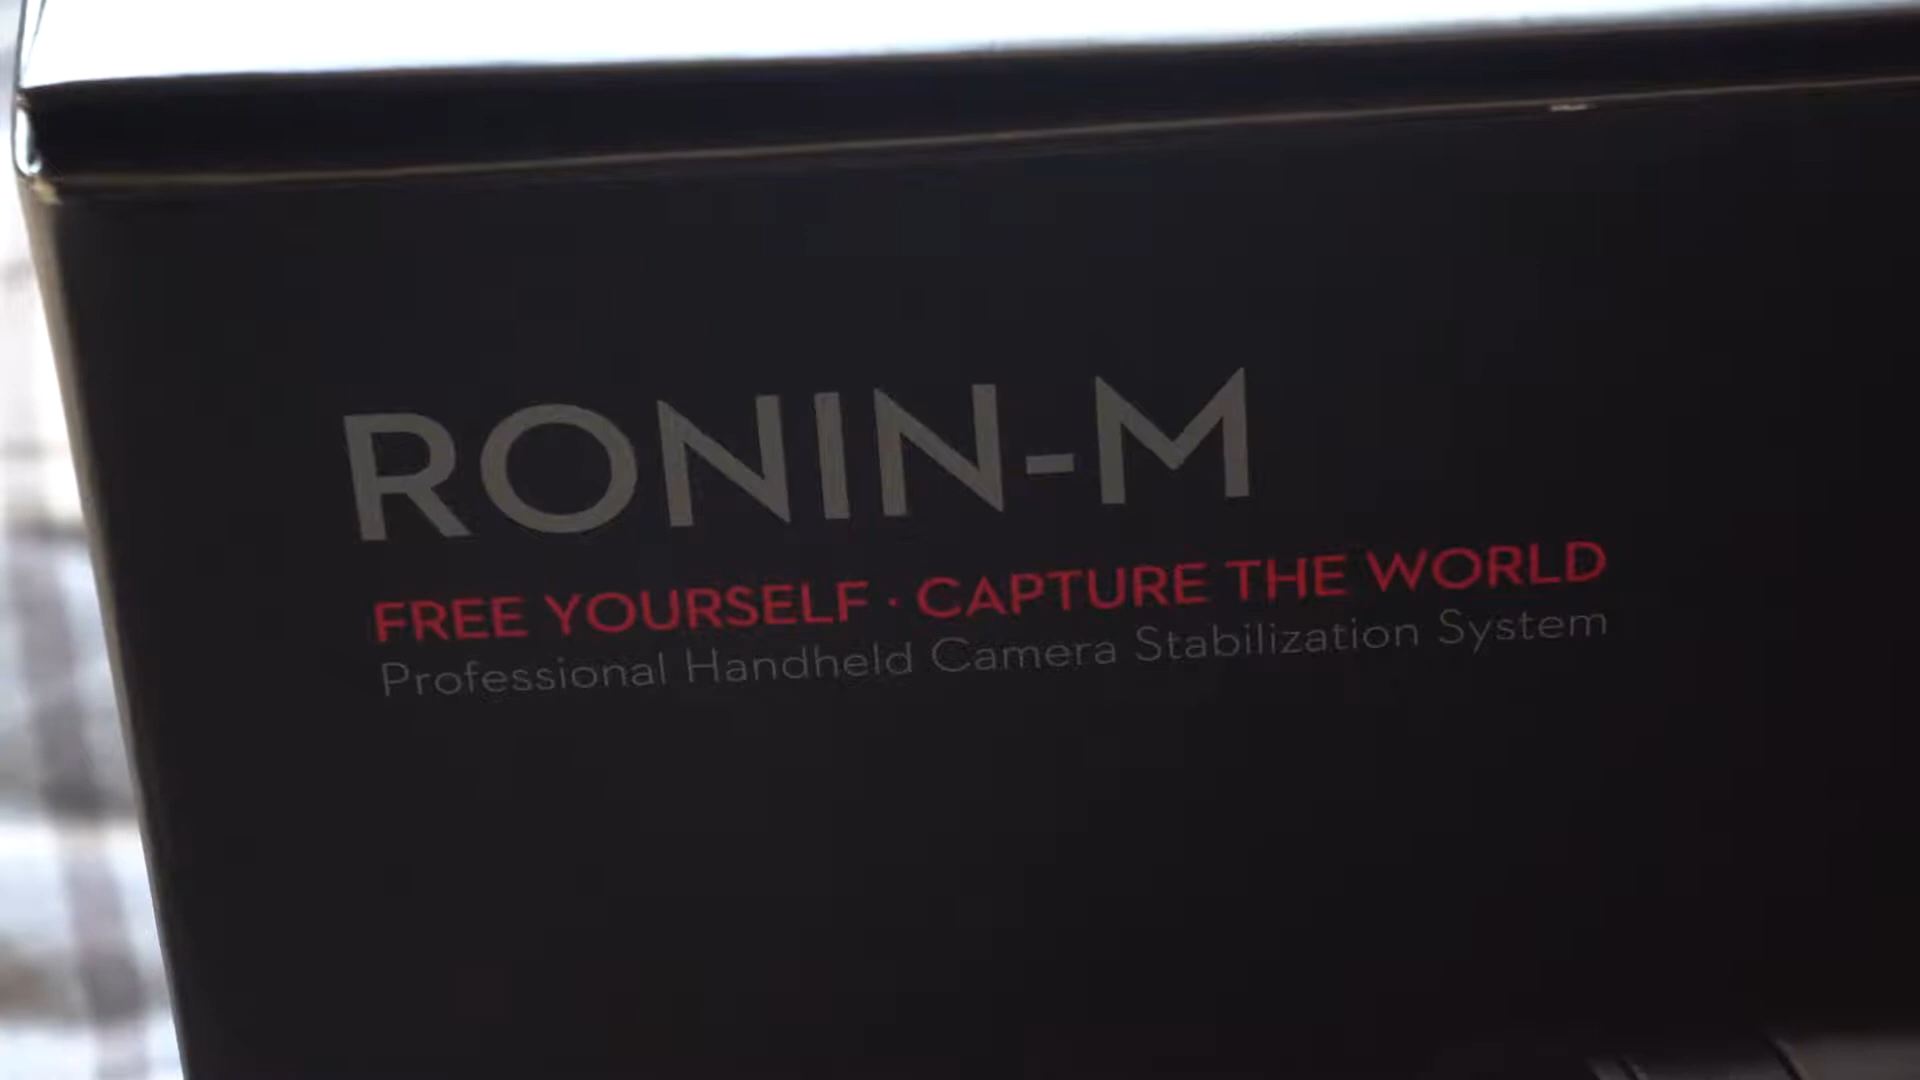 RONIN-M
FREE YOURSELF · CAPTURE THE WORLD
Professional Handheld Camera Stabilization System